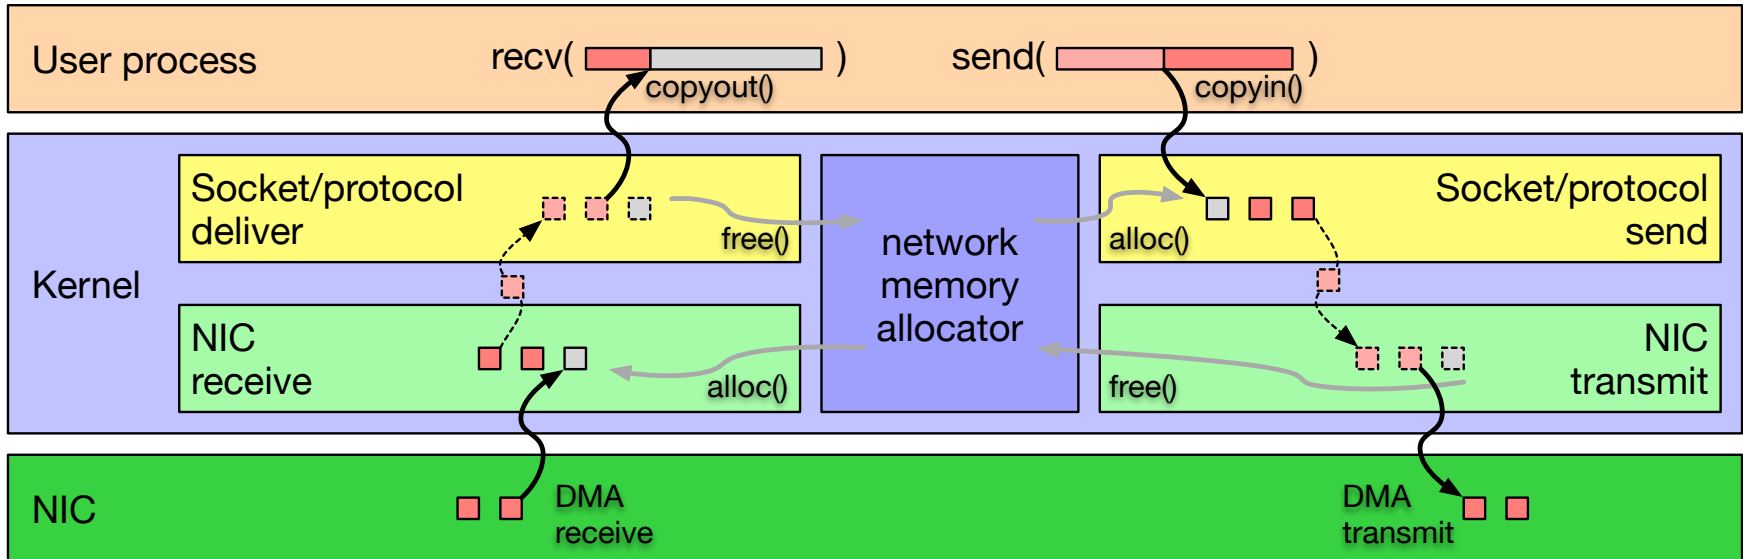 User process
recv(
)
copyout()
send(
)
copyin()
Kernel
Socket/protocol
deliver
free()
network
memory
allocator
alloc()
Socket/protocol
send
NIC
receive
alloc()
free()
NIC
transmit
NIC
DMA
receive
DMA
transmit